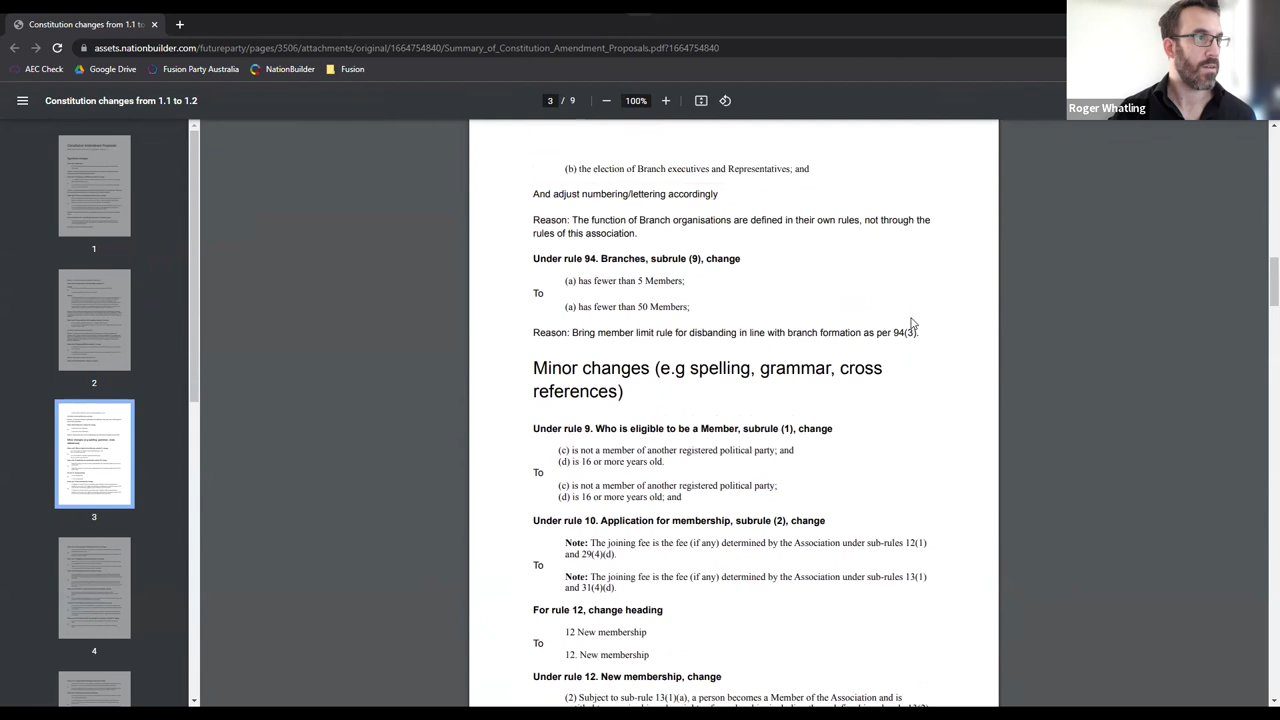 Constitution changes from 1.1 to
assets.nationbuilder.com/futureparty/pages/3506/attachments/original/1664754840/Summary_of_Constitution_Amendment_Proposals.pdf?1664754840
AEC Check Google Drive Fusion Party Australia NationBuilder Fusion
Roger Whatling
Constitution changes from 1.1 to 1.2
3 / 9
100%
1
2
3
4
(b) the election of Branch executives and Representatives; and
And adjust numbering/lettering accordingly
Reason: The function of Branch organisations are defined in their own rules, not through the
rules of this association.
Under rule 94. Branches, subrule (9), change
(a) has fewer than 5 Members;
To
(a) has fewer than 50 Members;
Reason: Bring member limit rule for disbanding in line with branch formation as per 94(3).
Minor changes (e.g spelling, grammar, cross
references)
Under rule 9. Who is eligible to be a Member, subrule (1), change
(c) is not a member of another registered political party; and
(d) is 16 or more years old.
To
(c) is not a member of another registered political party;
(d) is 16 or more years old; and
Under rule 10. Application for membership, subrule (2), change
Note: The joining fee is the fee (if any) determined by the Association under sub-rules 12(1)
and 29(4)(d).
To
Note: The joining fee is the fee (if any) determined by the Association under sub-rules 13(1)
and 31(4)(d).
For rule 12, change heading
12 New membership
To
12. New membership
Under rule 12. New membership, change
(2) Subject to sub-rule 13(1)(a), a person becomes a Member of the Association and is